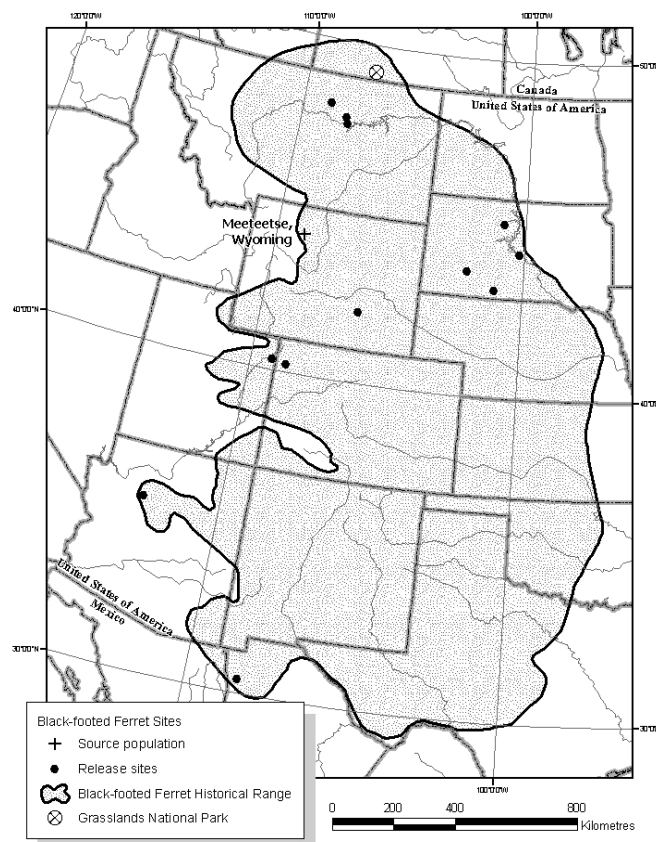 120°0'0"W
110°0'0"W
100°0'0"W
50°0'0"N
Canada
United States of America
Meeteetse,
Wyoming
40°0'0"N
40°0'0"N
United States of America
Mexico
30°0'0"N
30°0'0"N
100°0'0"W
Black-footed Ferret Sites
Source population
Release sites
Black-footed Ferret Historical Range
Grasslands National Park
0 200 400 800
Kilometres